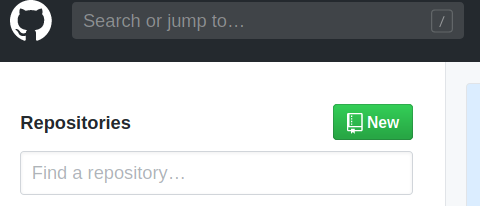 Search or jump to…
/
Repositories
New
Find a repository…